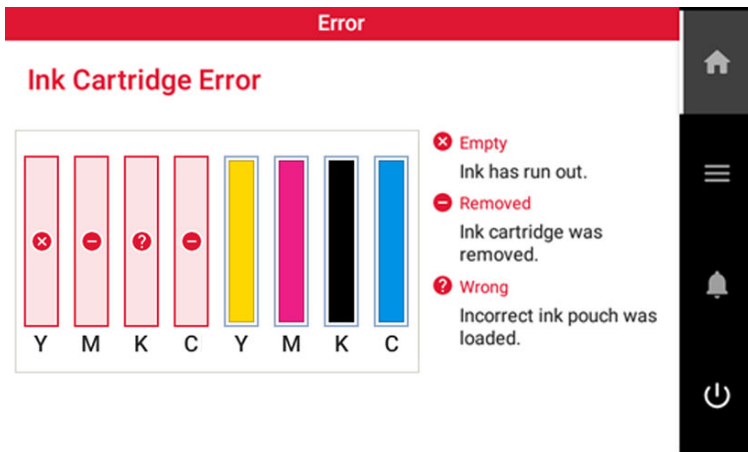 Error
Ink Cartridge Error
Y M K C Y M K C
Empty
Ink has run out.
Removed
Ink cartridge was
removed.
Wrong
Incorrect ink pouch was
loaded.